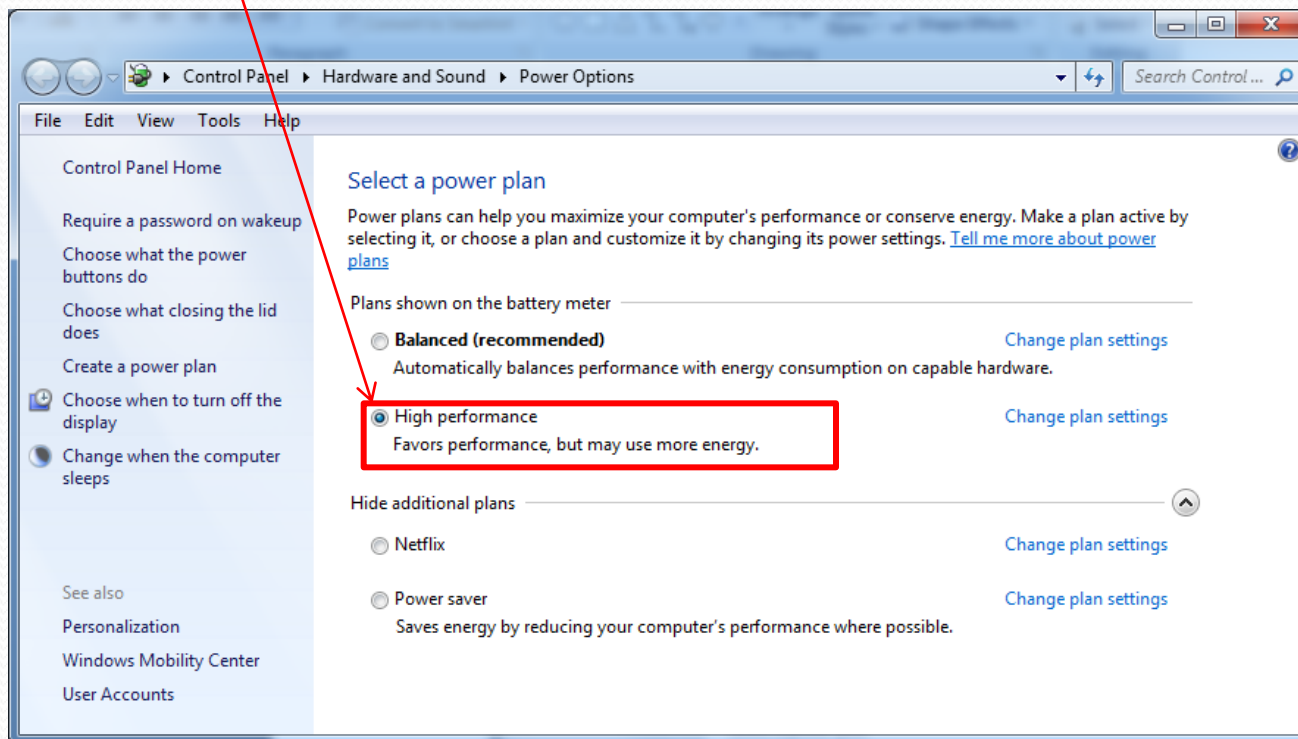 Control Panel Hardware and Sound Power Options
Search Control ...
File Edit View Tools Help
Control Panel Home
Require a password on wakeup
Choose what the power
buttons do
Choose what closing the lid
does
Create a power plan
Choose when to turn off the
display
Change when the computer
sleeps
See also
Personalization
Windows Mobility Center
User Accounts
Select a power plan
Power plans can help you maximize your computer's performance or conserve energy. Make a plan active by
selecting it, or choose a plan and customize it by changing its power settings. Tell me more about power
plans
Plans shown on the battery meter
Balanced (recommended) Change plan settings
Automatically balances performance with energy consumption on capable hardware.
High performance Change plan settings
Favors performance, but may use more energy.
Hide additional plans
Netflix Change plan settings
Power saver Change plan settings
Saves energy by reducing your computer's performance where possible.